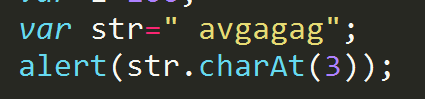 var str=" avgagag";
alert(str.charAt(3));